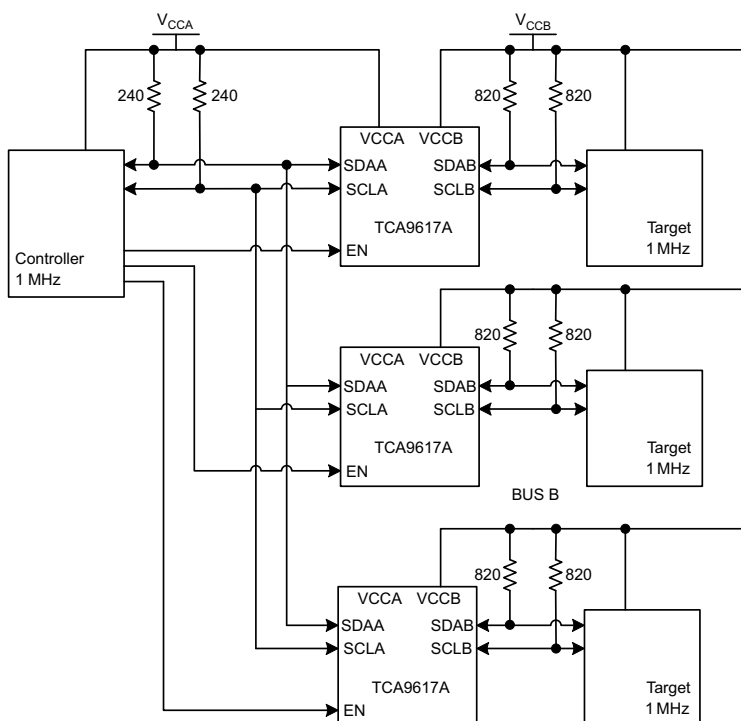 VCCA
VCCB
240
240
820
820
VCCA VCCB
SDAA
SDAB
SCLA
SCLB
TCA9617A
EN
Controller
1 MHz
Target
1 MHz
820
820
VCCA VCCB
SDAA
SDAB
SCLA
SCLB
TCA9617A
EN
Target
1 MHz
BUS B
820
820
VCCA VCCB
SDAA
SDAB
SCLA
SCLB
TCA9617A
EN
Target
1 MHz